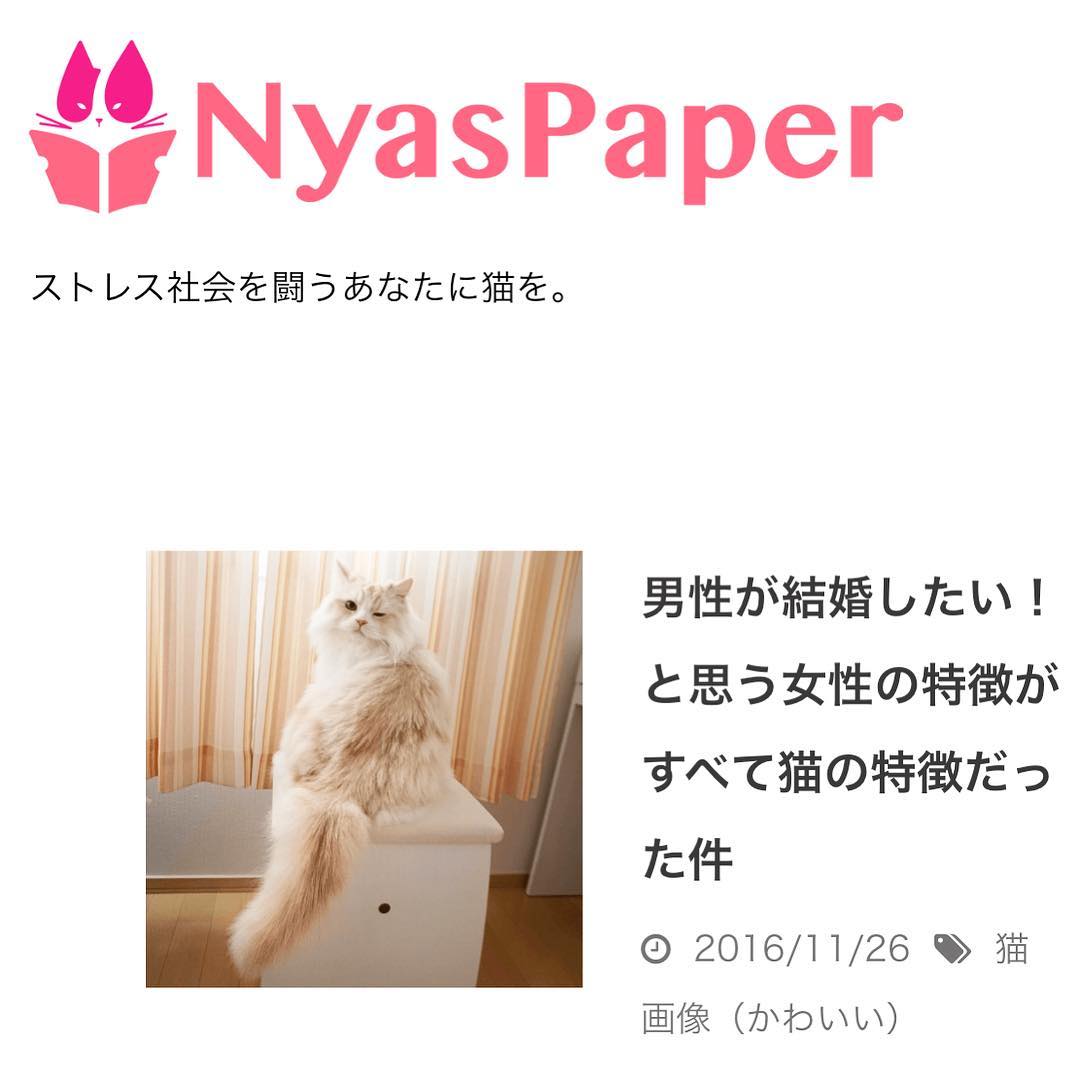 NyasPaper
ストレス社会を闘うあなたに猫を。
男性が結婚したい！
と思う女性の特徴が
すべて猫の特徴だっ
た件
2016/11/26 猫
画像（かわいい）